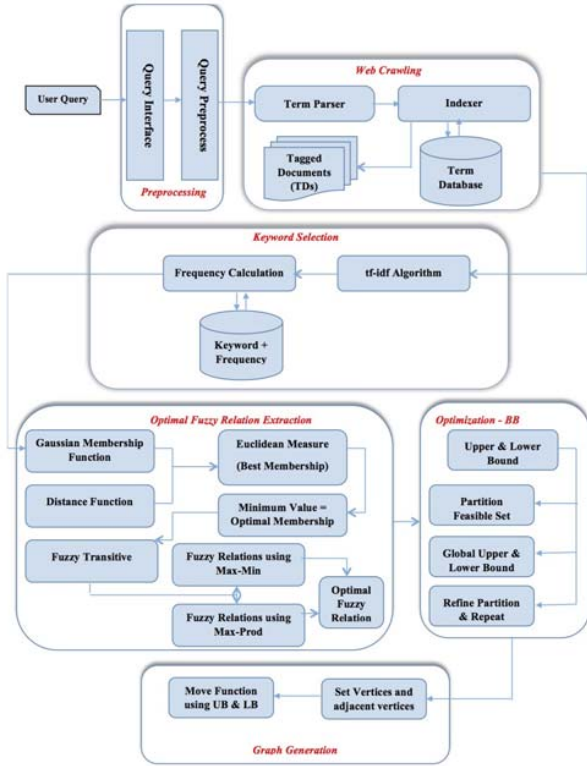 User Query
Query Interface
Query Preprocess
Preprocessing
Web Crawling
Term Parser
Indexer
Tagged
Documents
(TDs)
Term
Database
Keyword Selection
Frequency Calculation
tf-idf Algorithm
Keyword +
Frequency
Optimal Fuzzy Relation Extraction
Gaussian Membership
Function
Euclidean Measure
(Best Membership)
Distance Function
Minimum Value =
Optimal Membership
Fuzzy Transitive
Fuzzy Relations using
Max-Min
Optimal
Fuzzy
Relation
Fuzzy Relations using
Max-Prod
Optimization - BB
Upper & Lower
Bound
Partition
Feasible Set
Global Upper &
Lower Bound
Refine Partition
& Repeat
Move Function
using UB & LB
Set Vertices and
adjacent vertices
Graph Generation